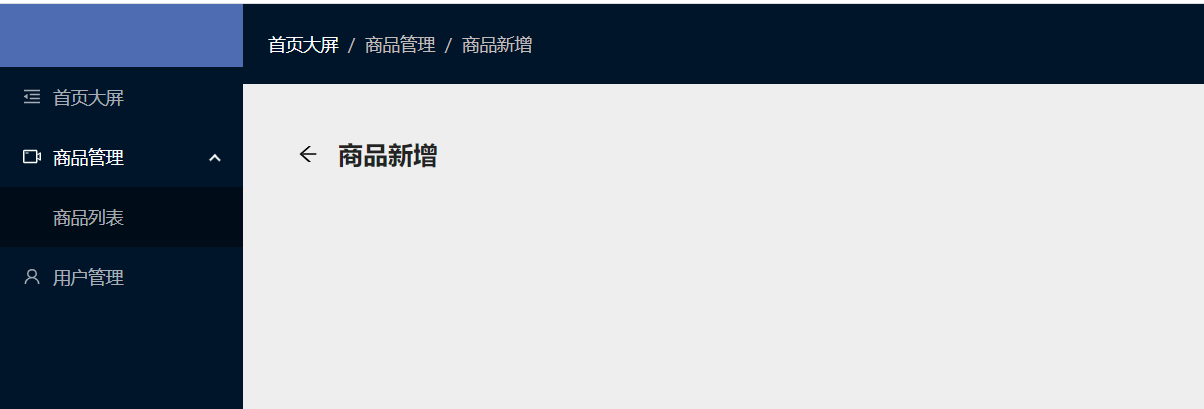 首页大屏 / 商品管理 / 商品新增
首页大屏
商品管理
商品列表
用户管理
商品新增